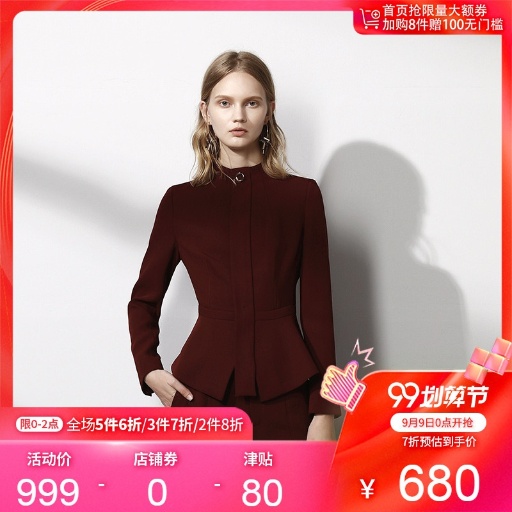 首页抢限量大额券
加购8件赠100无门槛
99划算节
9月9日0点开抢
限0-2点 全场5件6折/3件7折/2件8折
7折预估到手价
活动价 店铺券 津贴
999 - 0 - 80 ¥ 680